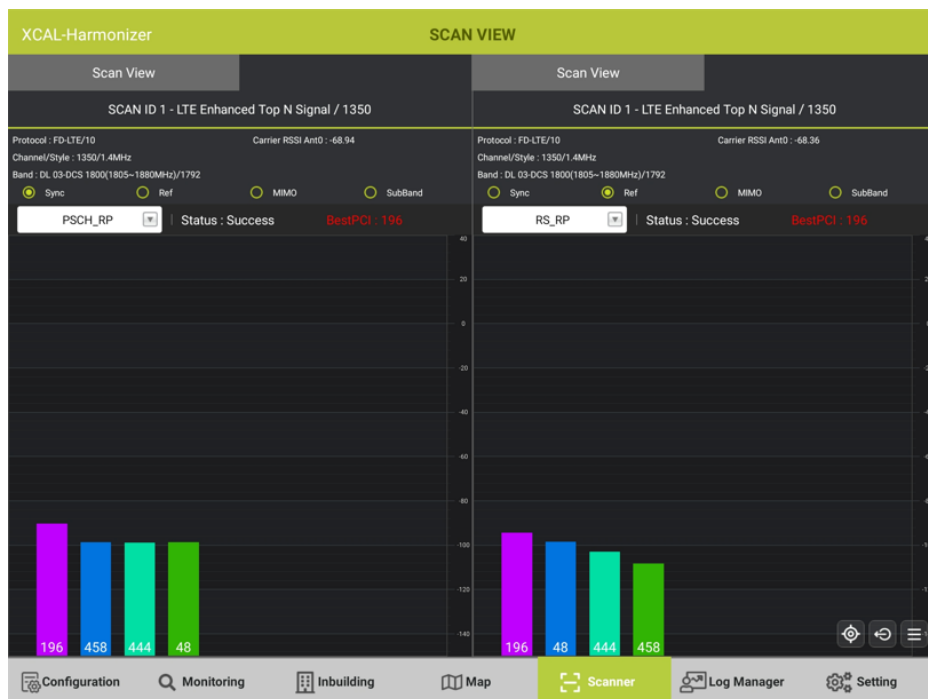 XCAL-Harmonizer
SCAN VIEW
Scan View
SCAN ID 1 - LTE Enhanced Top N Signal / 1350
Protocol : FD-LTE/10
Carrier RSSI Ant0 : -68.94
Channel/Style : 1350/1.4MHz
Band : DL 03-DCS 1800(1805~1880MHz)/1792
Sync Ref MIMO SubBand
PSCH_RP
Status : Success
BestPCI : 196
40
20
0
-20
-40
-60
-80
-100
-120
-140
196 458 444 48
Scan View
SCAN ID 1 - LTE Enhanced Top N Signal / 1350
Protocol : FD-LTE/10
Carrier RSSI Ant0 : -68.36
Channel/Style : 1350/1.4MHz
Band : DL 03-DCS 1800(1805~1880MHz)/1792
Sync Ref MIMO SubBand
RS_RP
Status : Success
BestPCI : 196
196 48 444 458
Configuration Monitoring Inbuilding Map Scanner Log Manager Setting